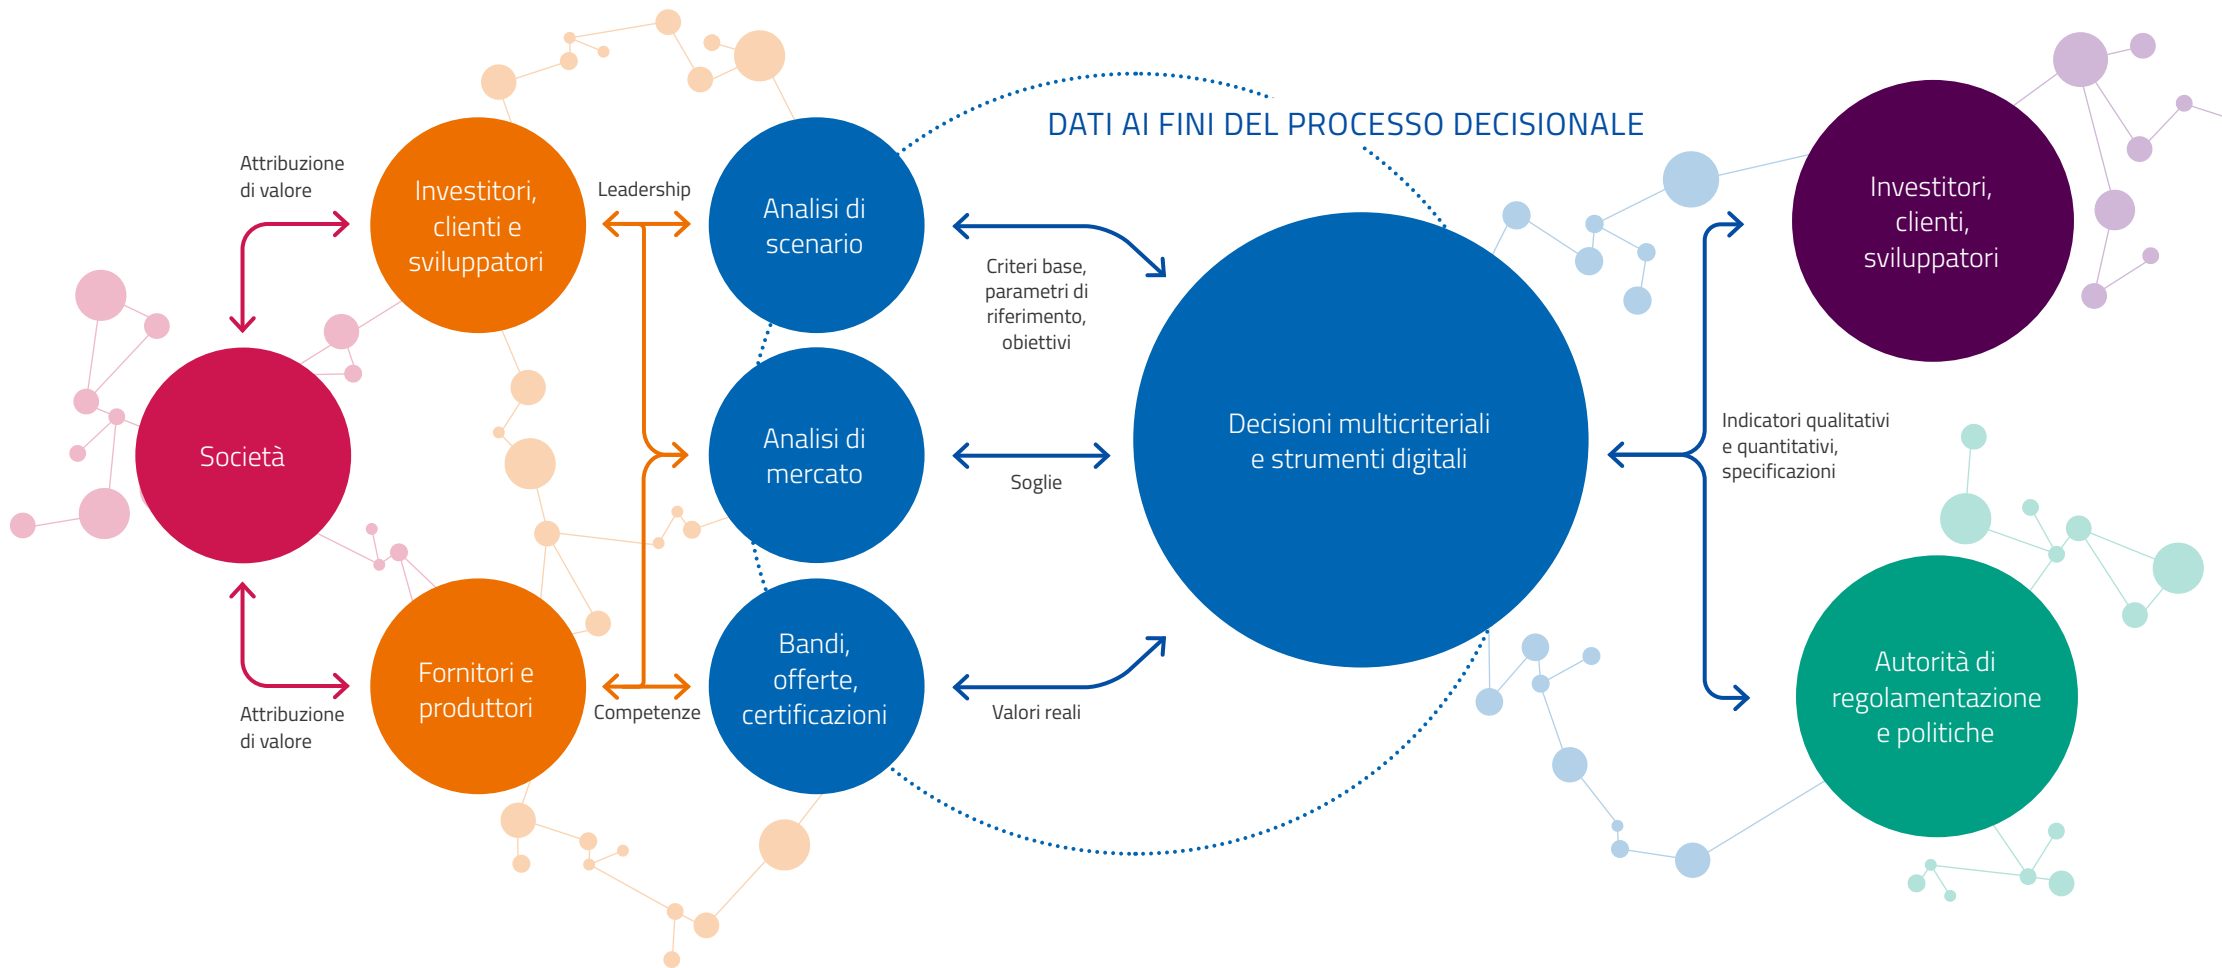 DATI AI FINI DEL PROCESSO DECISIONALE
Attribuzione
di valore
Società
Attribuzione
di valore
Investitori,
clienti e
sviluppatori
Fornitori e
produttori
Leadership
Competenze
Analisi di
scenario
Analisi di
mercato
Bandi,
offerte,
certificazioni
Criteri base,
parametri di
riferimento,
obiettivi
Soglie
Valori reali
Decisioni multicriteriali
e strumenti digitali
Indicatori qualitativi
e quantitativi,
specificazioni
Investitori,
clienti,
sviluppatori
Autorità di
regolamentazione
e politiche